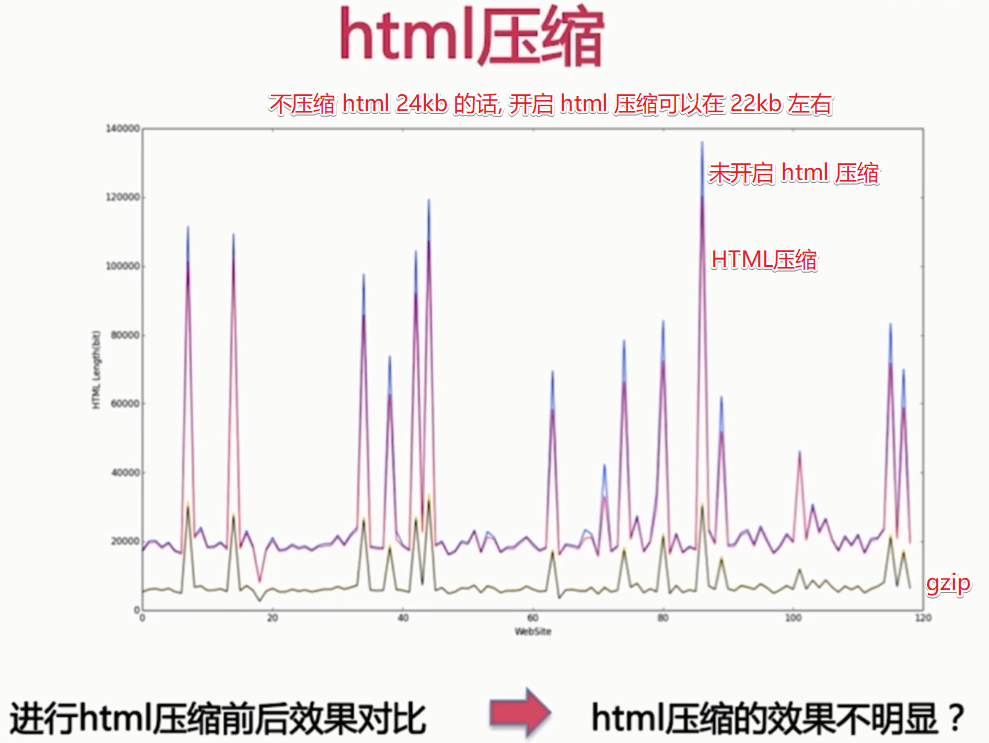 html压缩
不压缩 html 24kb 的话, 开启 html 压缩可以在 22kb 左右
140000
未开启 html 压缩
120000
HTML压缩
100000
80000
HTML Length(bit)
60000
40000
20000
gzip
0
0 20 40 60 80 100 120
WebSite
进行html压缩前后效果对比
html压缩的效果不明显？